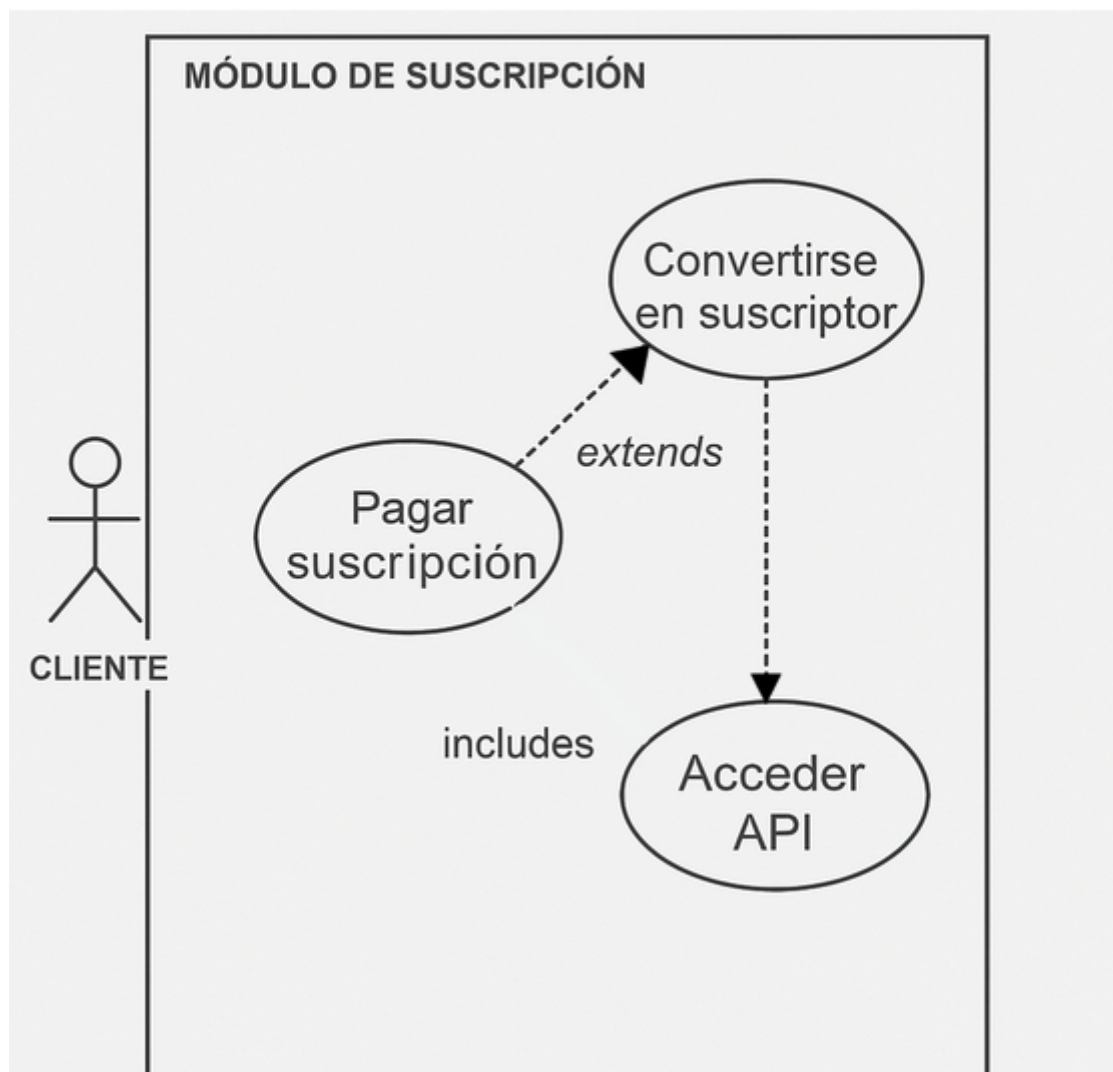 MÓDULO DE SUSCRIPCIÓN
Convertirse
en suscriptor
extends
Pagar
suscripción
CLIENTE
includes
Acceder
API